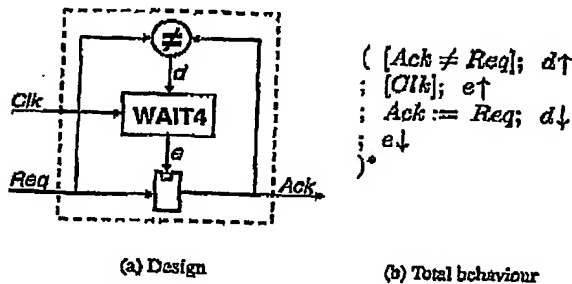 ≠
d
Clk
WAIT4
e
Req
Ack
( [Ack ≠ Req]; d↑
; [Clk]; e↑
; Ack := Req; d↓
; e↓
)*
(a) Design
(b) Total behaviour